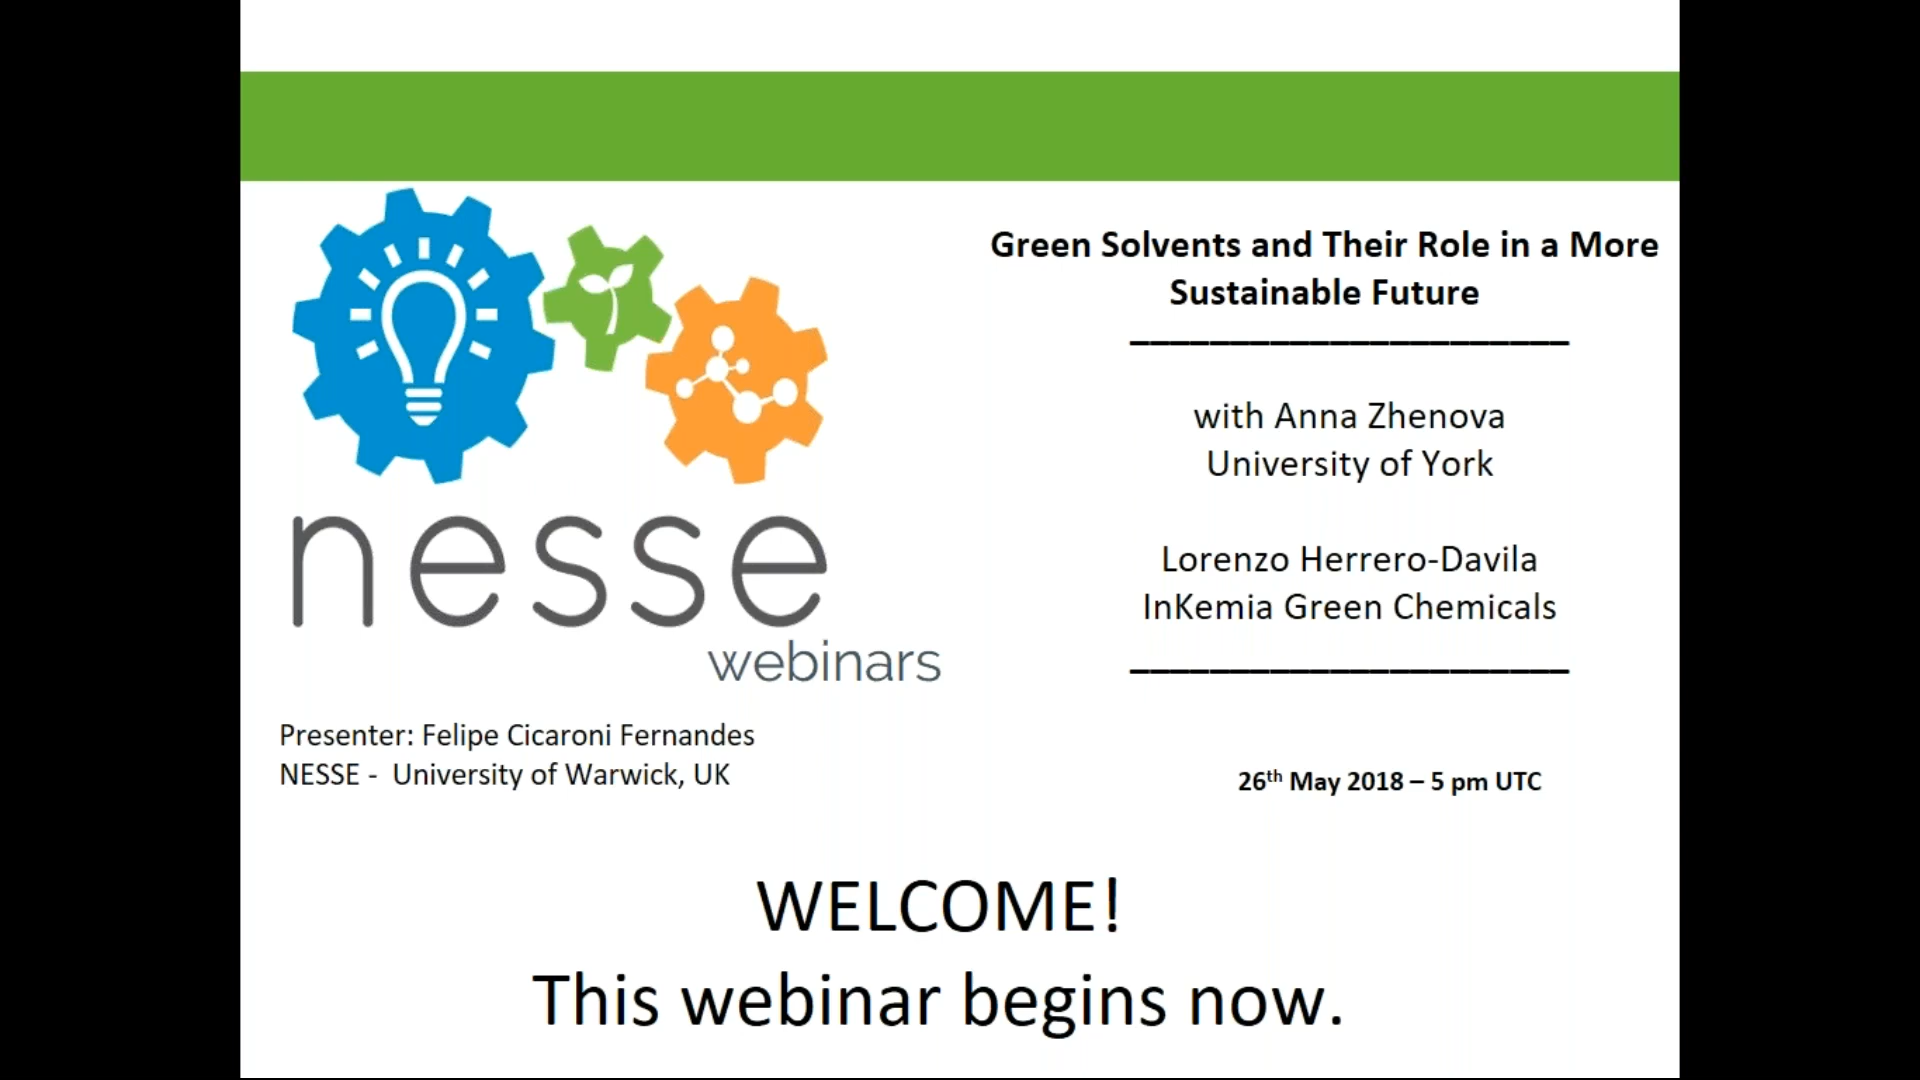 Green Solvents and Their Role in a More
Sustainable Future
with Anna Zhenova
University of York
Lorenzo Herrero-Davila
InKemia Green Chemicals
nesse
webinars
Presenter: Felipe Cicaroni Fernandes
NESSE - University of Warwick, UK
26th May 2018 – 5 pm UTC
WELCOME!
This webinar begins now.